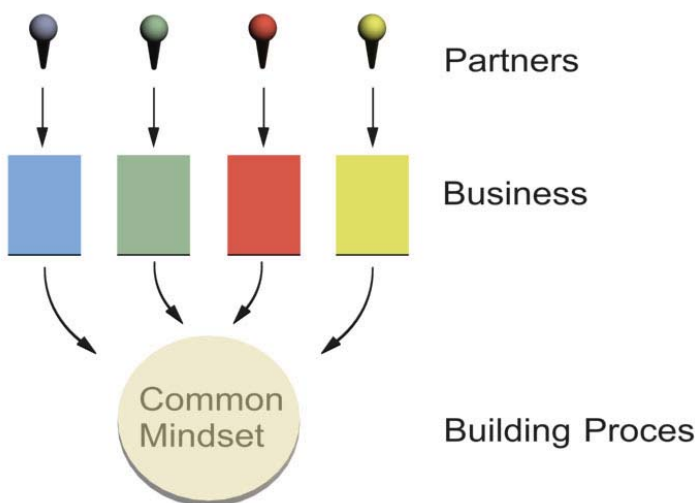 Partners
Business
Common
Mindset
Building Proces